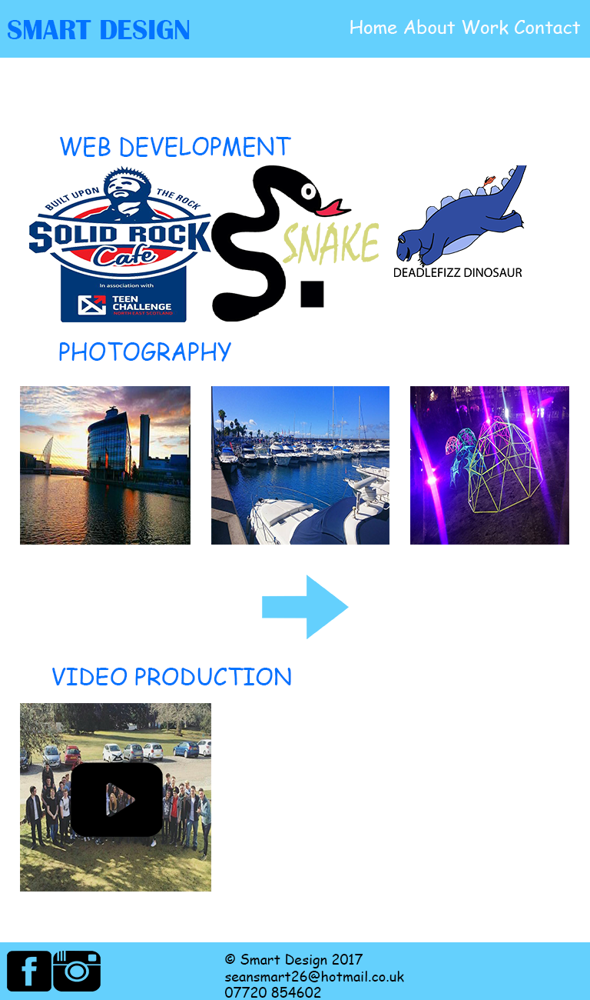 SMART DESIGN
Home About Work Contact
WEB DEVELOPMENT
BUILT UPON THE ROCK
SOLID ROCK
Cafe
In association with
TEEN
CHALLENGE
NORTH EAST SCOTLAND
SNAKE
DEADLEFIZZ DINOSAUR
PHOTOGRAPHY
VIDEO PRODUCTION
© Smart Design 2017
seansmart26@hotmail.co.uk
07720 854602